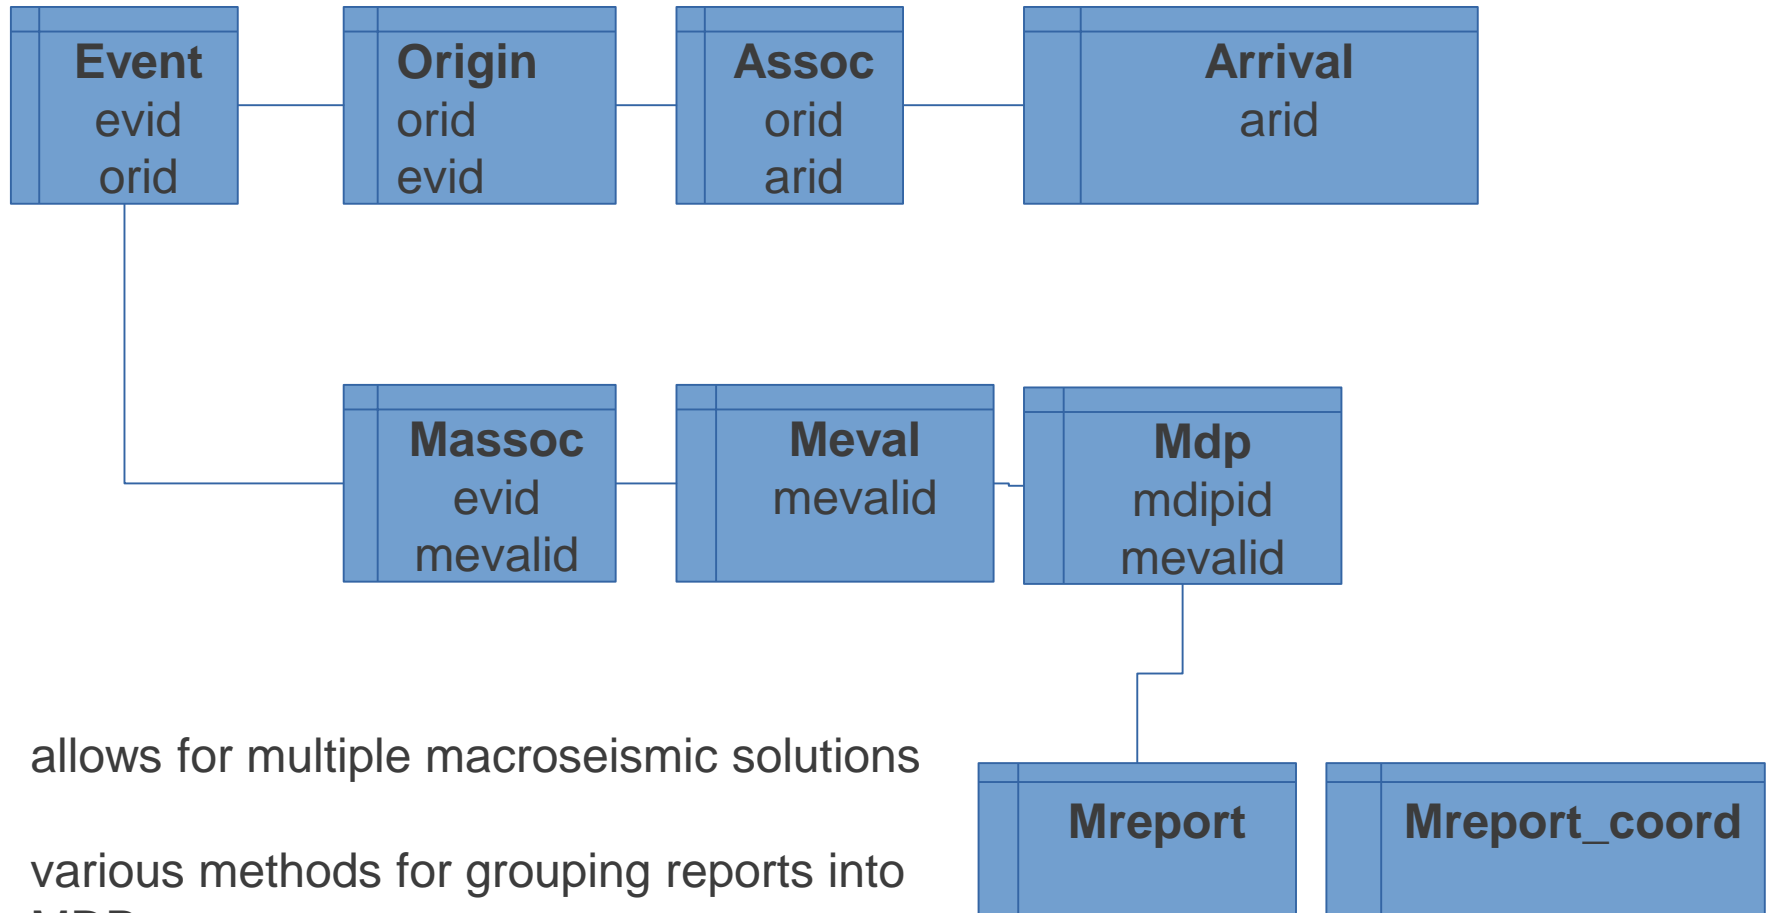 Event
evid
orid
Origin
orid
evid
Assoc
orid
arid
Arrival
arid
Massoc
evid
mevalid
Meval
mevalid
Mdp
mdipid
mevalid
allows for multiple macroseismic solutions
various methods for grouping reports into
Mreport
Mreport_coord